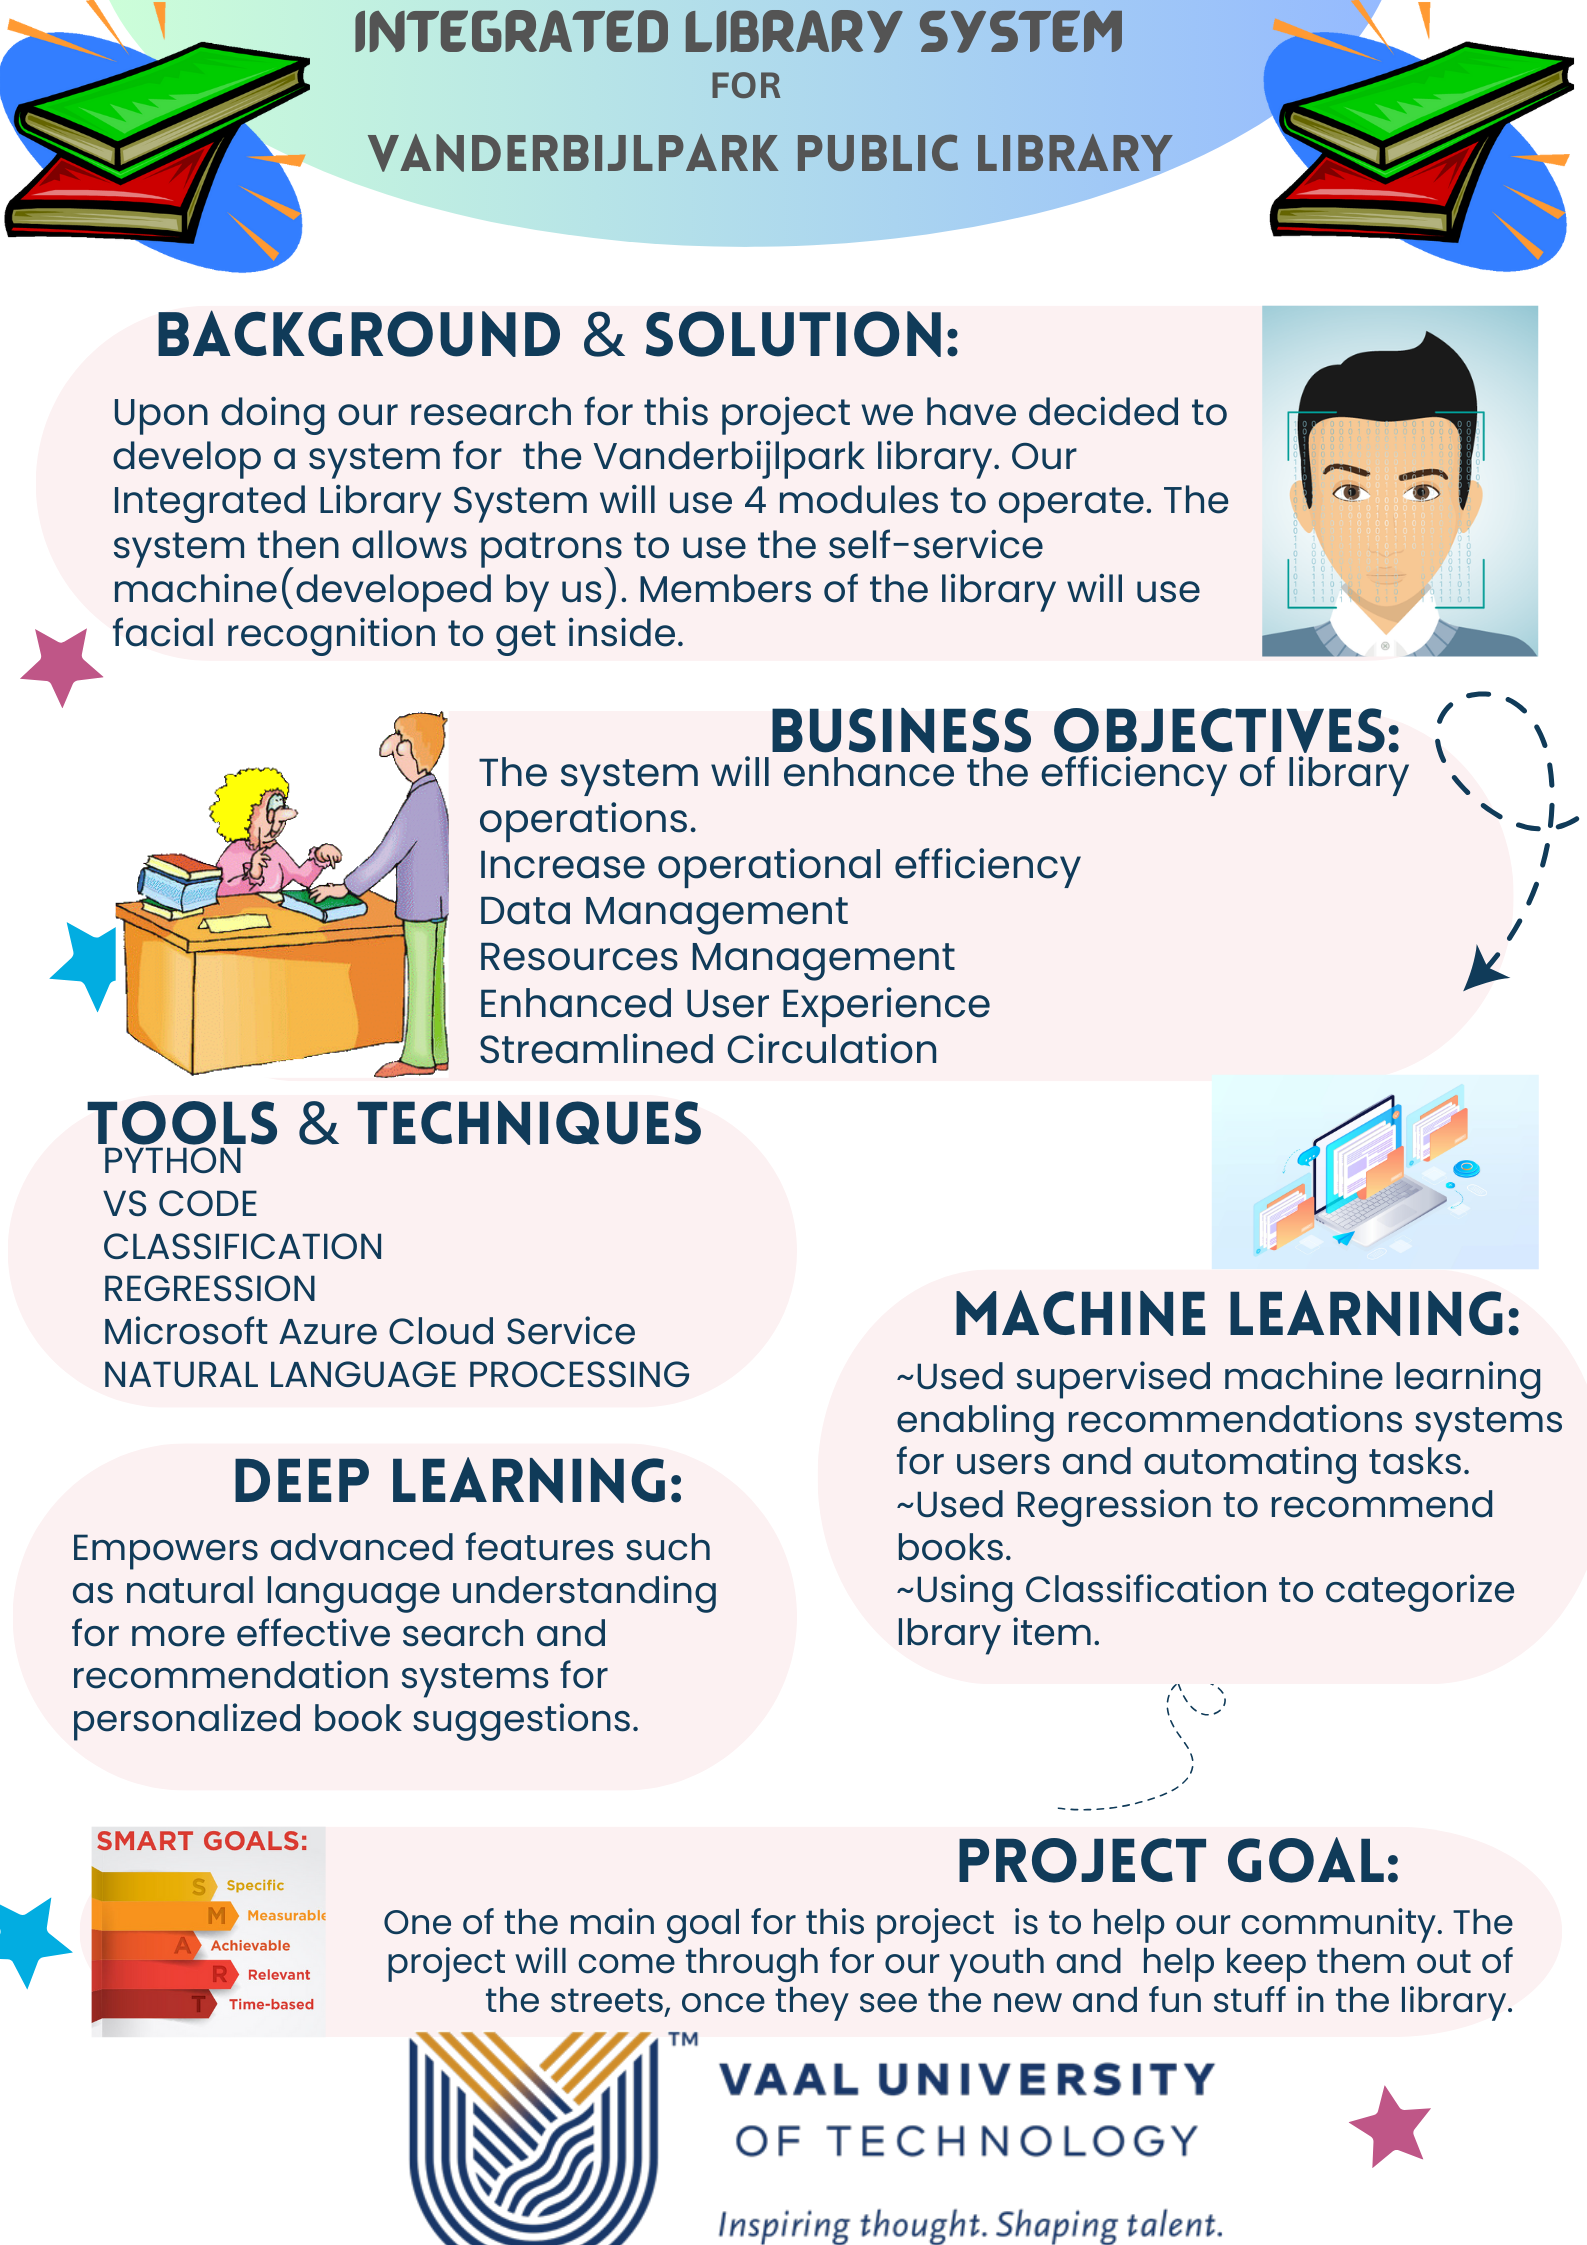 INTEGRATED LIBRARY SYSTEM
FOR
VANDERBIJLPARK PUBLIC LIBRARY
BACKGROUND & SOLUTION:
Upon doing our research for this project we have decided to
develop a system for the Vanderbijlpark library. Our
Integrated Library System will use 4 modules to operate. The
system then allows patrons to use the self-service
machine(developed by us). Members of the library will use
facial recognition to get inside.
BUSINESS OBJECTIVES:
The system will enhance the efficiency of library
operations.
Increase operational efficiency
Data Management
Resources Management
Enhanced User Experience
Streamlined Circulation
TOOLS & TECHNIQUES
PYTHON
VS CODE
CLASSIFICATION
REGRESSION
Microsoft Azure Cloud Service
NATURAL LANGUAGE PROCESSING
MACHINE LEARNING:
~Used supervised machine learning
enabling recommendations systems
for users and automating tasks.
~Used Regression to recommend
books.
~Using Classification to categorize
lbrary item.
DEEP LEARNING:
Empowers advanced features such
as natural language understanding
for more effective search and
recommendation systems for
personalized book suggestions.
SMART GOALS:
S Specific
M Measurable
A Achievable
R Relevant
T Time-based
PROJECT GOAL:
One of the main goal for this project is to help our community. The
project will come through for our youth and help keep them out of
the streets, once they see the new and fun stuff in the library.
TM
VAAL UNIVERSITY
OF TECHNOLOGY
Inspiring thought. Shaping talent.